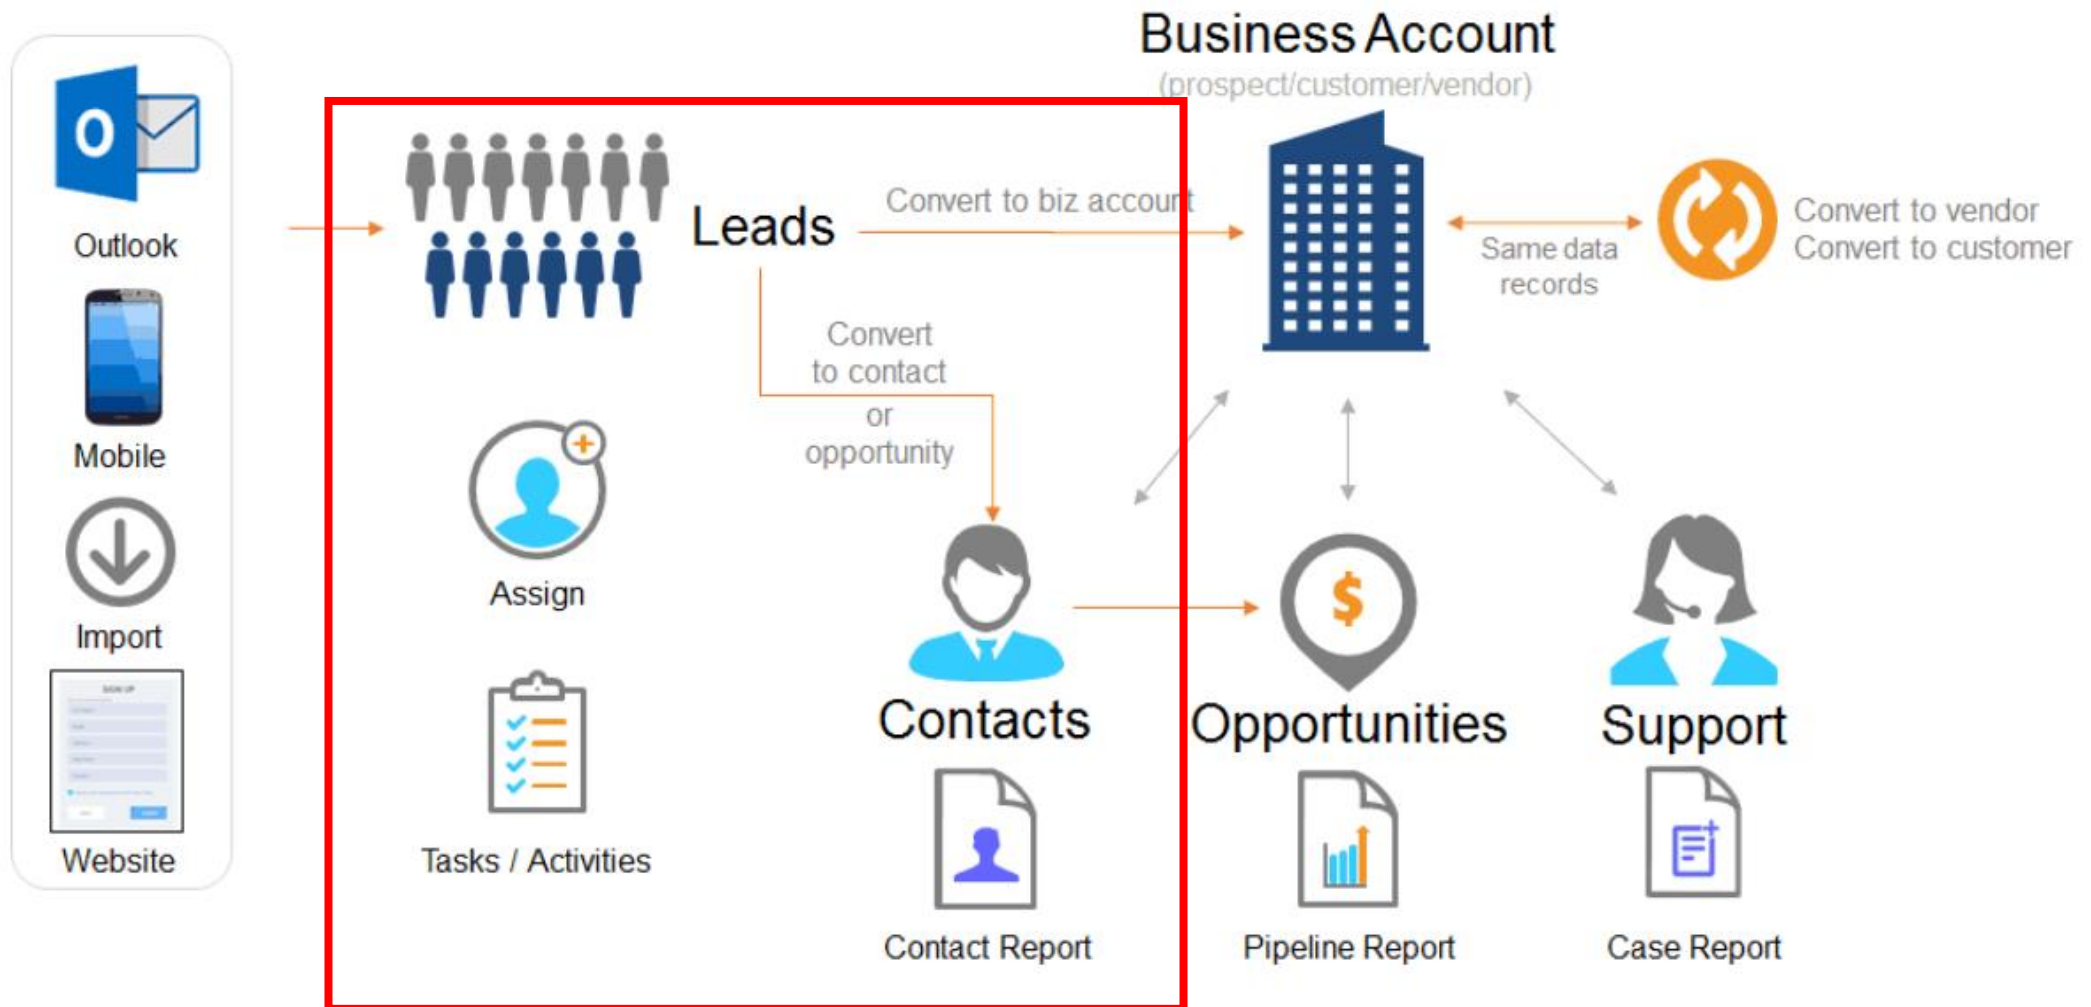 Business Account
(prospect/customer/vendor)
O
Outlook
Mobile
Import
SIGN UP
Website
Leads
Convert to biz account
Convert
to contact
or
opportunity
Assign
Tasks / Activities
Same data
records
Convert to vendor
Convert to customer
Contacts
Contact Report
$
Opportunities
Pipeline Report
Support
Case Report